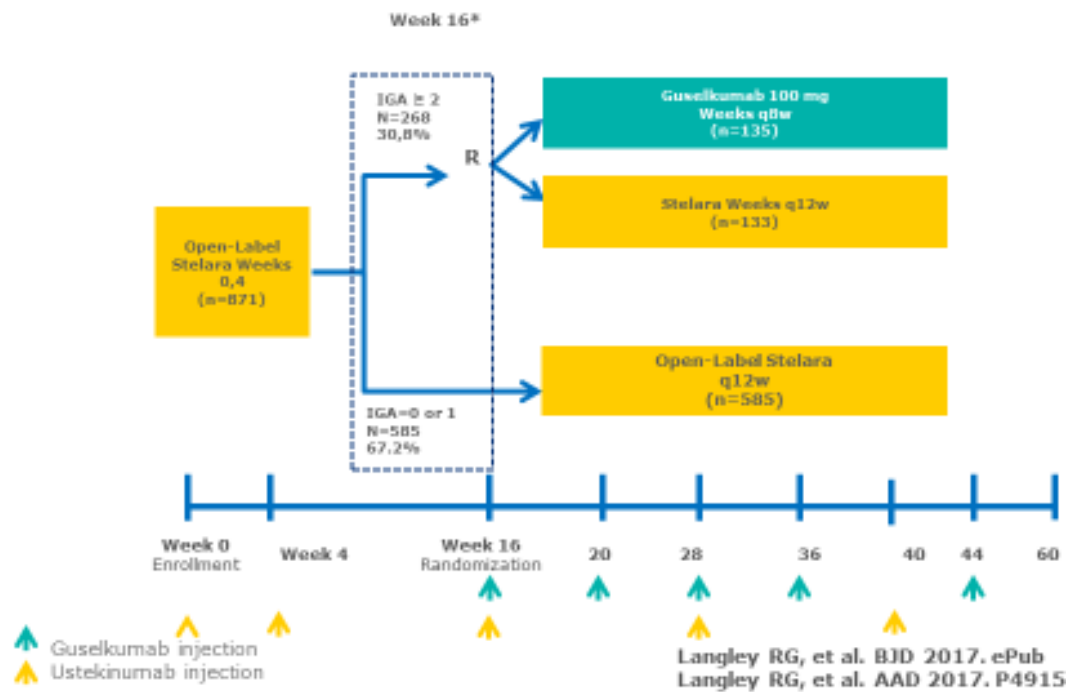 Week 16*
IGA ≥ 2
N=268
30,8%
R
Guselkumab 100 mg
Weeks q8w
(n=135)
Stelara Weeks q12w
(n=133)
Open-Label
Stelara Weeks
0,4
(n=871)
Open-Label Stelara
q12w
(n=585)
IGA=0 or 1
N=585
67.2%
Week 0
Enrollment
Week 4
Week 16
Randomization
20
28
36
40
44
60
Guselkumab injection
Ustekinumab injection
Langley RG, et al. BJD 2017. ePub
Langley RG, et al. AAD 2017. P4915